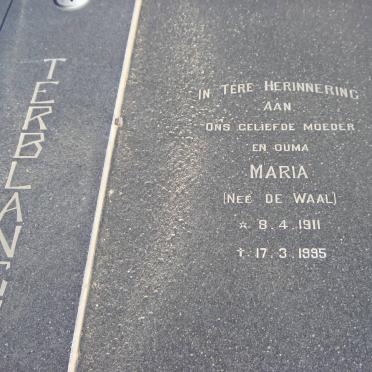 TERBLANC
IN TERE HERINNERING
AAN
ONS GELIEFDE MOEDER
EN OUMA
MARIA
(NEÉ DE WAAL)
* 8.4.1911
† 17.3.1995